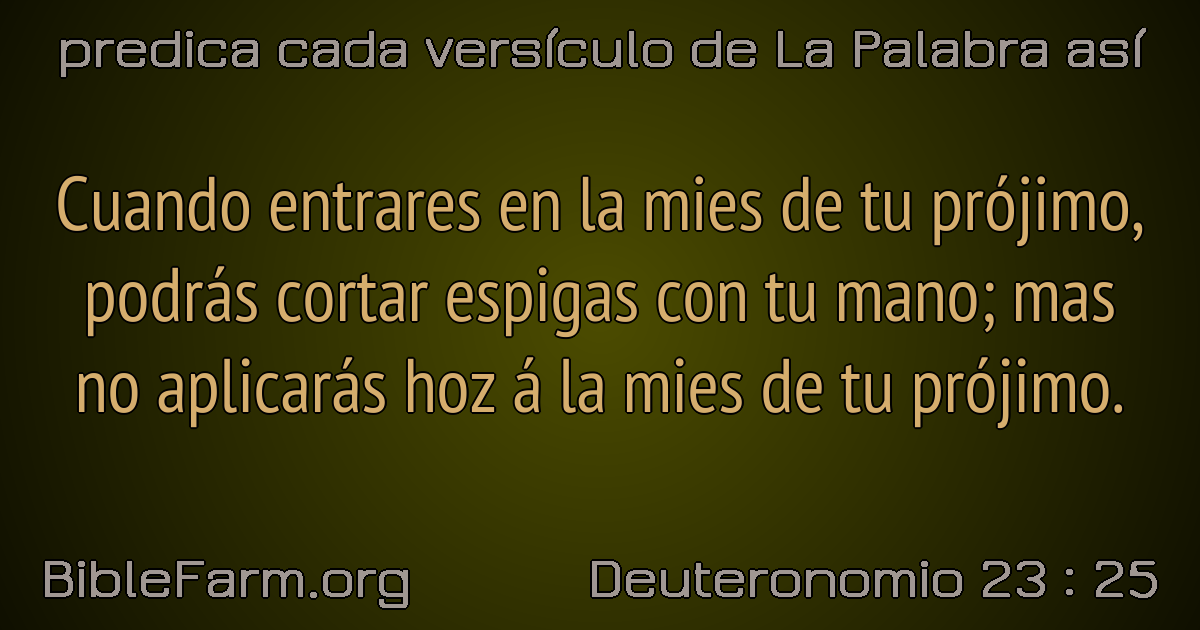 predica cada versículo de La Palabra así
Cuando entrares en la mies de tu prójimo,
podrás cortar espigas con tu mano; mas
no aplicarás hoz á la mies de tu prójimo.
BibleFarm.org
Deuteronomio 23 : 25